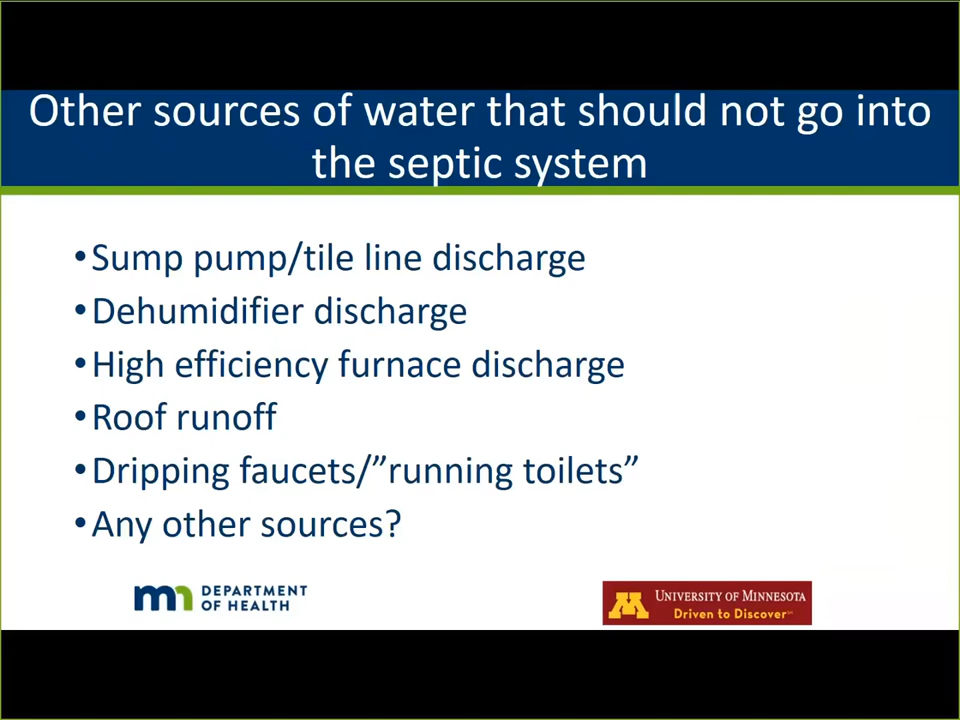 Other sources of water that should not go into
the septic system
•Sump pump/tile line discharge
•Dehumidifier discharge
•High efficiency furnace discharge
•Roof runoff
•Dripping faucets/”running toilets”
•Any other sources?
mn DEPARTMENT
OF HEALTH
M UNIVERSITY OF MINNESOTA
Driven to Discover℠